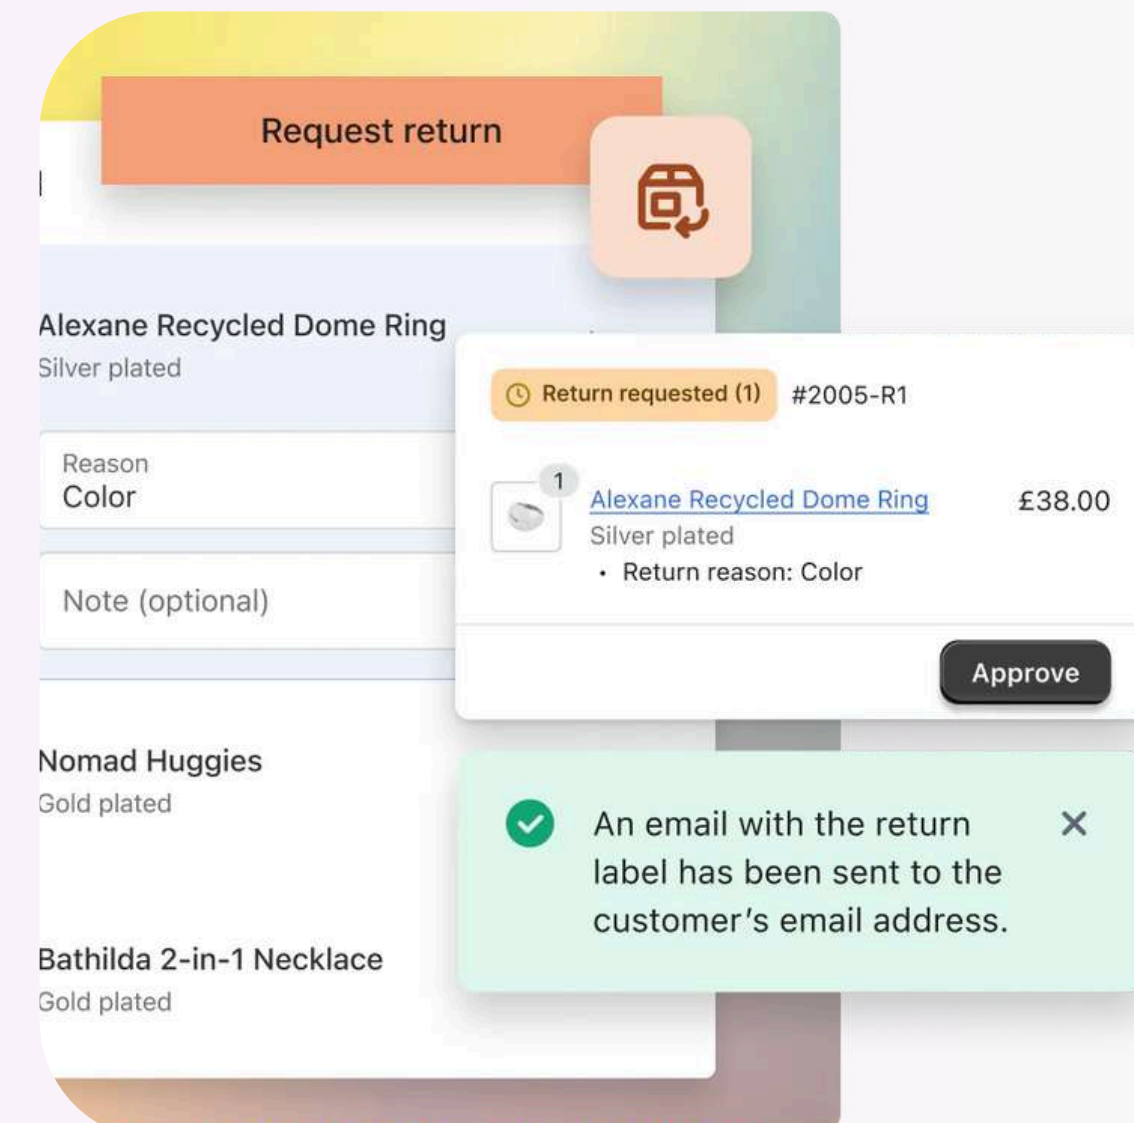 Request return
Alexane Recycled Dome Ring
Silver plated
Reason
Color
Note (optional)
Nomad Huggies
Gold plated
Bathilda 2-in-1 Necklace
Gold plated
Return requested (1) #2005-R1
1
Alexane Recycled Dome Ring £38.00
Silver plated
• Return reason: Color
Approve
An email with the return
label has been sent to the
customer’s email address.